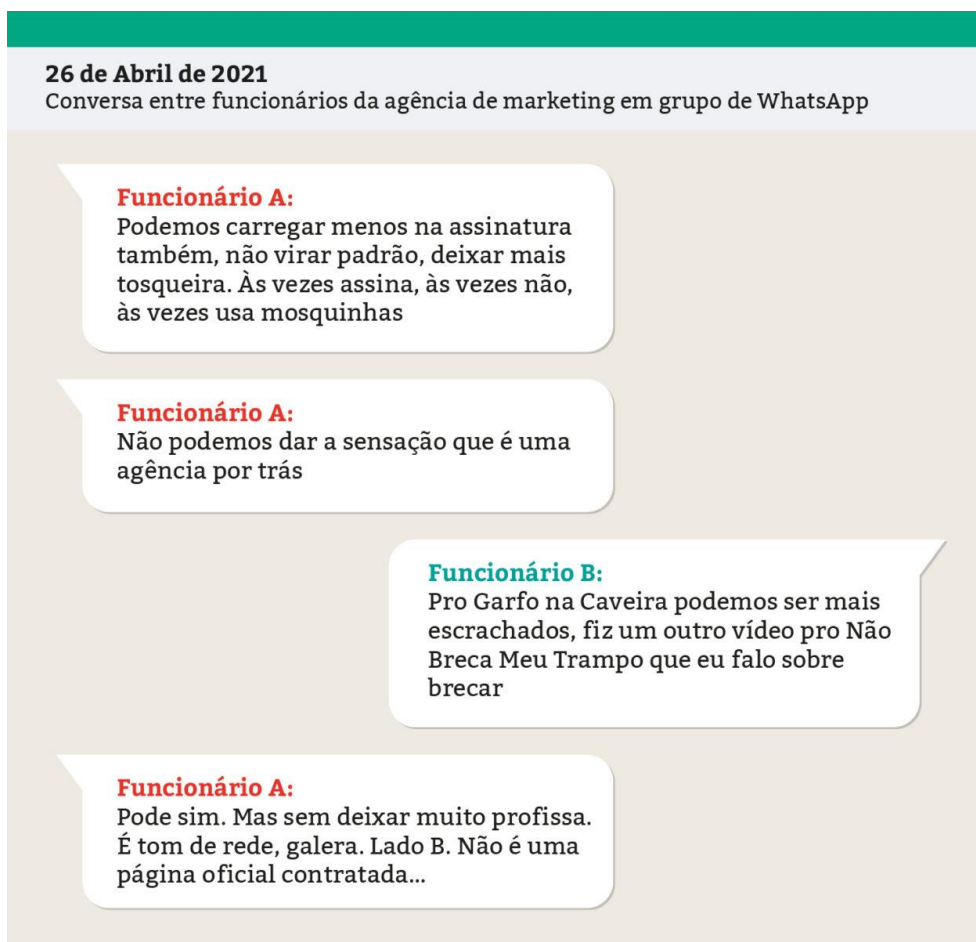 26 de Abril de 2021
Conversa entre funcionários da agência de marketing em grupo de WhatsApp
Funcionário A:
Podemos carregar menos na assinatura
também, não virar padrão, deixar mais
tosqueira. Às vezes assina, às vezes não,
às vezes usa mosquinhas
Funcionário A:
Não podemos dar a sensação que é uma
agência por trás
Funcionário B:
Pro Garfo na Caveira podemos ser mais
escrachados, fiz um outro vídeo pro Não
Breca Meu Trampo que eu falo sobre
brecar
Funcionário A:
Pode sim. Mas sem deixar muito profissa.
É tom de rede, galera. Lado B. Não é uma
página oficial contratada...